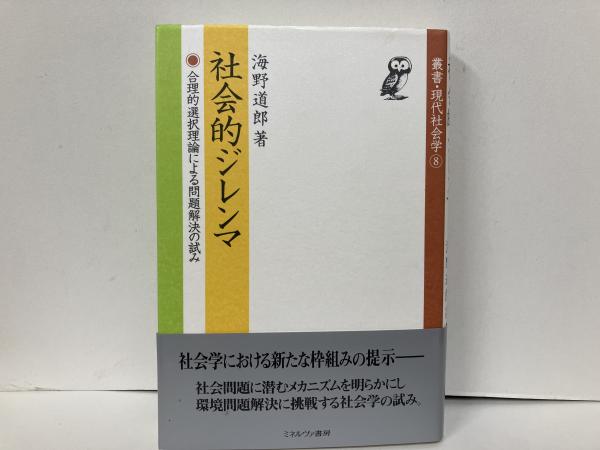 叢書・現代社会学⑧
海野道郎 著
社会的ジレンマ
●合理的選択理論による問題解決の試み
社会学における新たな枠組みの提示――
社会問題に潜むメカニズムを明らかにし
環境問題解決に挑戦する社会学の試み。
ミネルヴァ書房